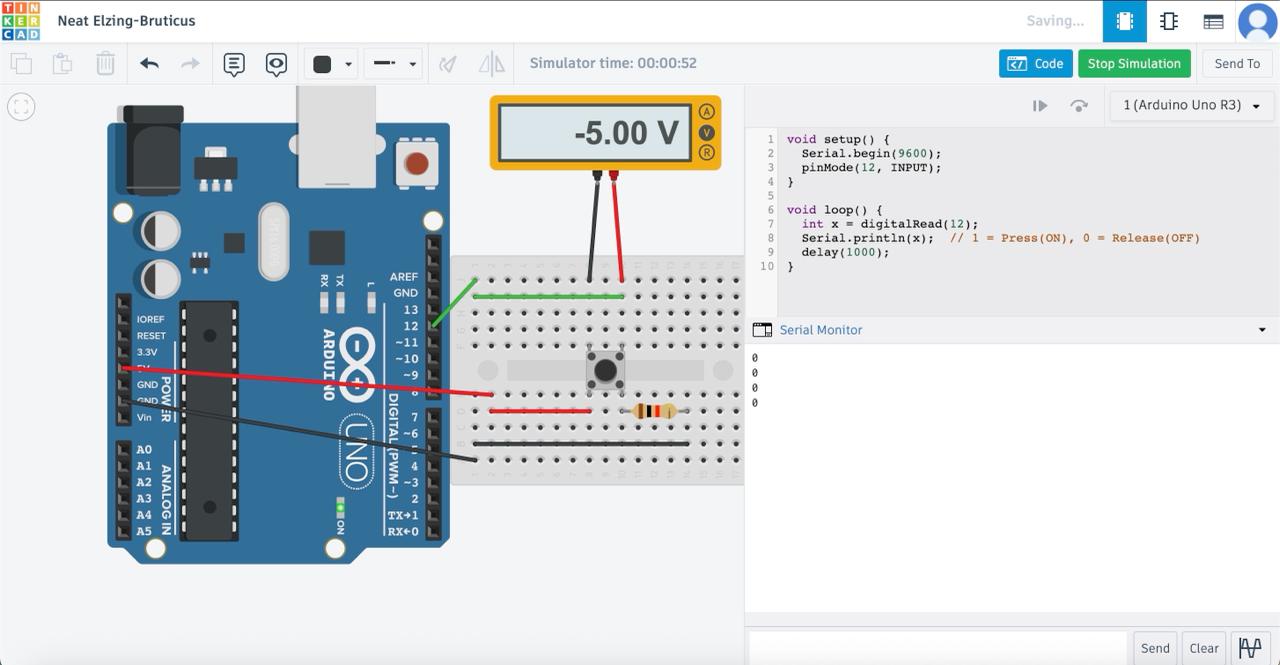 TIN
KER
CAD
Neat Elzing-Bruticus
Saving...
Simulator time: 00:00:52
Code
Stop Simulation
Send To
1 (Arduino Uno R3)
-5.00 V
A
V
R
AREF
GND
13
12
~11
~10
~9
8
7
~6
5
4
~3
2
TX→1
RX←0
RX
TX
L
ARDUINO
UNO
DIGITAL (PWM~)
ON
IOREF
RESET
3.3V
5V
GND
GND
Vin
POWER
A0
A1
A2
A3
A4
A5
ANALOG IN
1 void setup() {
2 Serial.begin(9600);
3 pinMode(12, INPUT);
4 }
5
6 void loop() {
7 int x = digitalRead(12);
8 Serial.println(x);  // 1 = Press(ON), 0 = Release(OFF)
9 delay(1000);
10 }
Serial Monitor
0
0
0
0
Send
Clear